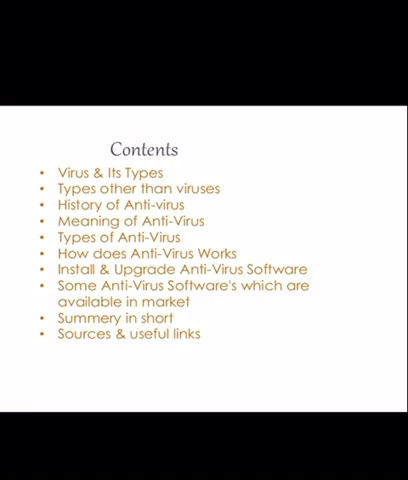 Contents
• Virus & Its Types
• Types other than viruses
• History of Anti-virus
• Meaning of Anti-Virus
• Types of Anti-Virus
• How does Anti-Virus Works
• Install & Upgrade Anti-Virus Software
• Some Anti-Virus Software's which are
available in market
• Summery in short
• Sources & useful links